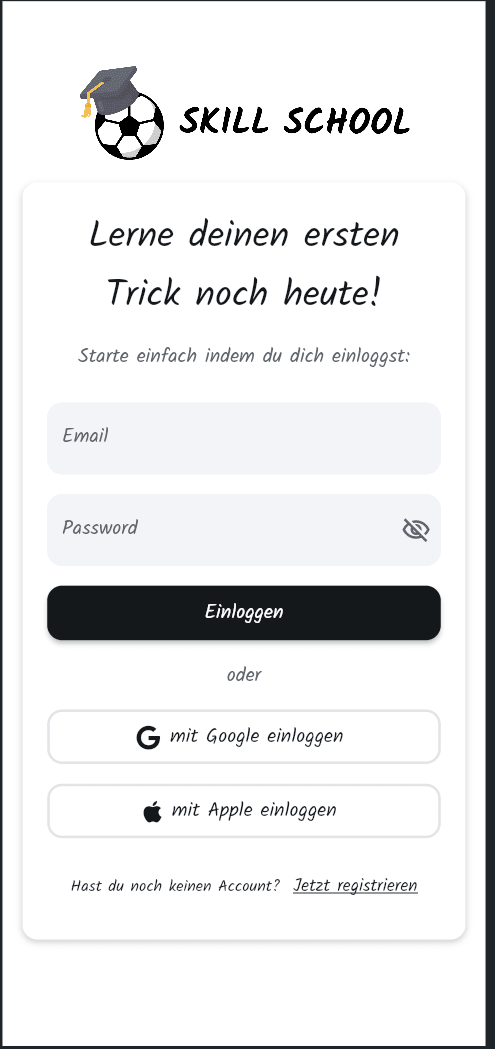 SKILL SCHOOL
Lerne deinen ersten
Trick noch heute!
Starte einfach indem du dich einloggst:
Email
Password
Einloggen
oder
mit Google einloggen
mit Apple einloggen
Hast du noch keinen Account? Jetzt registrieren